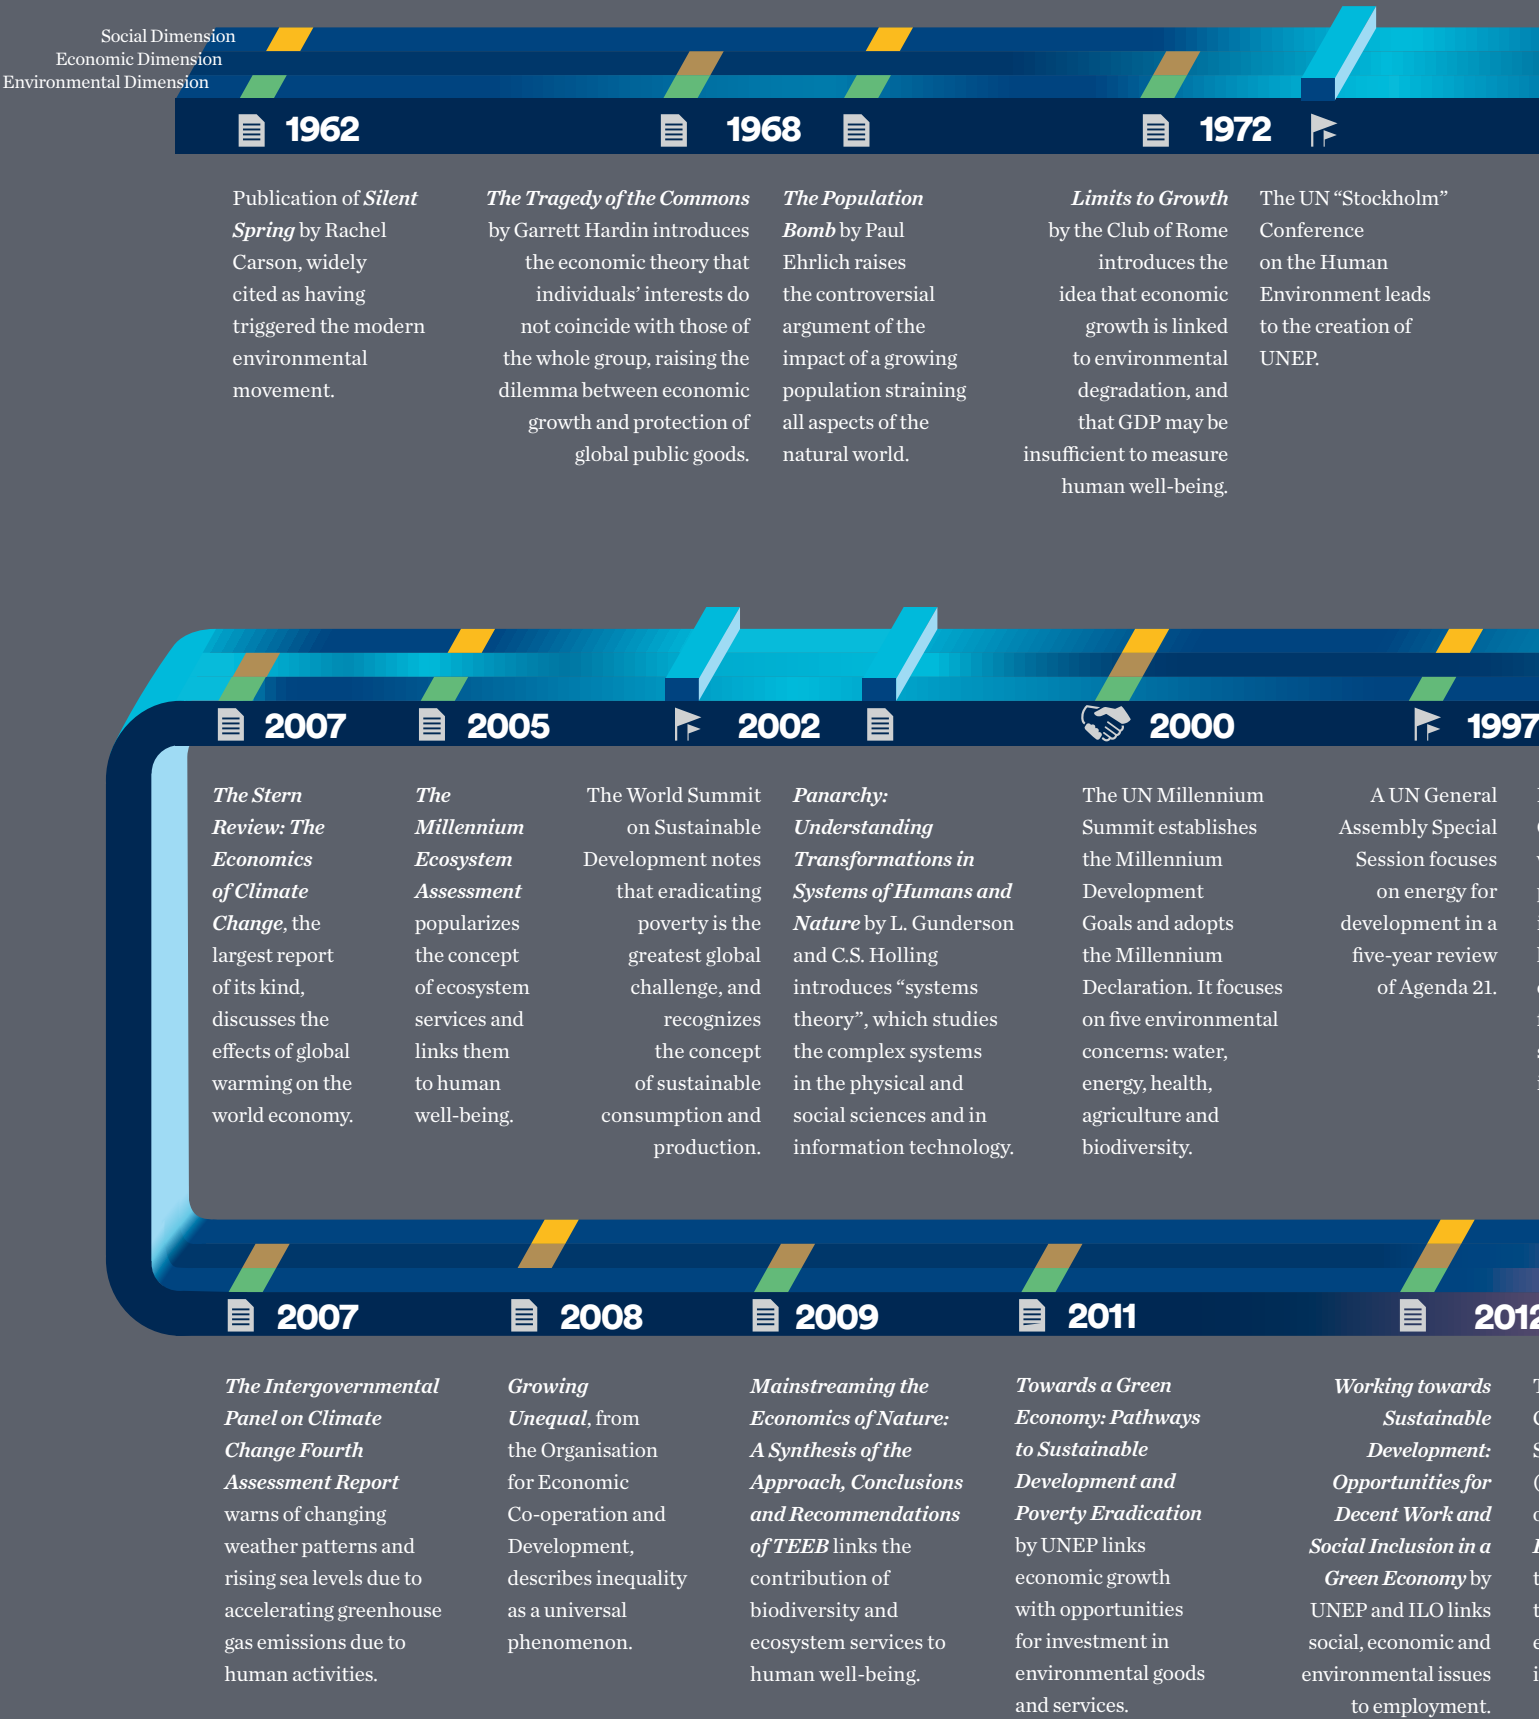 Social Dimension
Economic Dimension
Environmental Dimension
1962
1968
1972
Publication of Silent
Spring by Rachel
Carson, widely
cited as having
triggered the modern
environmental
movement.
The Tragedy of the Commons
by Garrett Hardin introduces
the economic theory that
individuals’ interests do
not coincide with those of
the whole group, raising the
dilemma between economic
growth and protection of
global public goods.
The Population
Bomb by Paul
Ehrlich raises
the controversial
argument of the
impact of a growing
population straining
all aspects of the
natural world.
Limits to Growth
by the Club of Rome
introduces the
idea that economic
growth is linked
to environmental
degradation, and
that GDP may be
insufficient to measure
human well-being.
The UN “Stockholm”
Conference
on the Human
Environment leads
to the creation of
UNEP.
2007
2005
2002
2000
1997
The Stern
Review: The
Economics
of Climate
Change, the
largest report
of its kind,
discusses the
effects of global
warming on the
world economy.
The
Millennium
Ecosystem
Assessment
popularizes
the concept
of ecosystem
services and
links them
to human
well-being.
The World Summit
on Sustainable
Development notes
that eradicating
poverty is the
greatest global
challenge, and
recognizes
the concept
of sustainable
consumption and
production.
Panarchy:
Understanding
Transformations in
Systems of Humans and
Nature by L. Gunderson
and C.S. Holling
introduces “systems
theory”, which studies
the complex systems
in the physical and
social sciences and in
information technology.
The UN Millennium
Summit establishes
the Millennium
Development
Goals and adopts
the Millennium
Declaration. It focuses
on five environmental
concerns: water,
energy, health,
agriculture and
biodiversity.
A UN General
Assembly Special
Session focuses
on energy for
development in a
five-year review
of Agenda 21.
2007
2008
2009
2011
2012
The Intergovernmental
Panel on Climate
Change Fourth
Assessment Report
warns of changing
weather patterns and
rising sea levels due to
accelerating greenhouse
gas emissions due to
human activities.
Growing
Unequal, from
the Organisation
for Economic
Co-operation and
Development,
describes inequality
as a universal
phenomenon.
Mainstreaming the
Economics of Nature:
A Synthesis of the
Approach, Conclusions
and Recommendations
of TEEB links the
contribution of
biodiversity and
ecosystem services to
human well-being.
Towards a Green
Economy: Pathways
to Sustainable
Development and
Poverty Eradication
by UNEP links
economic growth
with opportunities
for investment in
environmental goods
and services.
Working towards
Sustainable
Development:
Opportunities for
Decent Work and
Social Inclusion in a
Green Economy by
UNEP and ILO links
social, economic and
environmental issues
to employment.